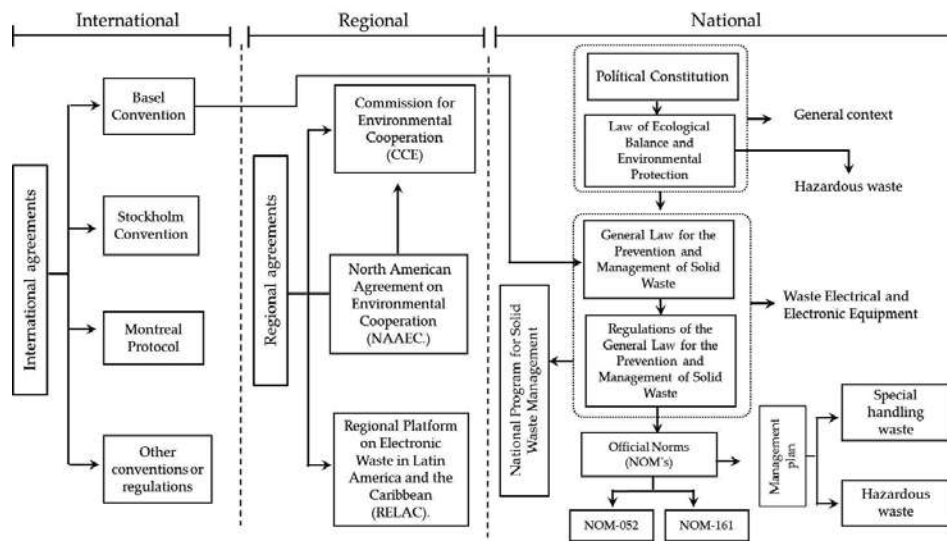 International
Regional
National
International agreements
Basel
Convention
Stockholm
Convention
Montreal
Protocol
Other
conventions or
regulations
Regional agreements
Commission for
Environmental
Cooperation
(CCE)
North American
Agreement on
Environmental
Cooperation
(NAAEC.)
Regional Platform
on Electronic
Waste in Latin
America and the
Caribbean
(RELAC).
Polítical Constitution
Law of Ecological
Balance and
Environmental
Protection
General context
Hazardous waste
General Law for the
Prevention and
Management of Solid
Waste
Regulations of the
General Law for the
Prevention and
Management of Solid
Waste
Waste Electrical and
Electronic Equipment
National Program for Solid
Waste Management
Official Norms
(NOM's)
NOM-052
NOM-161
Management
plan
Special
handling
waste
Hazardous
waste